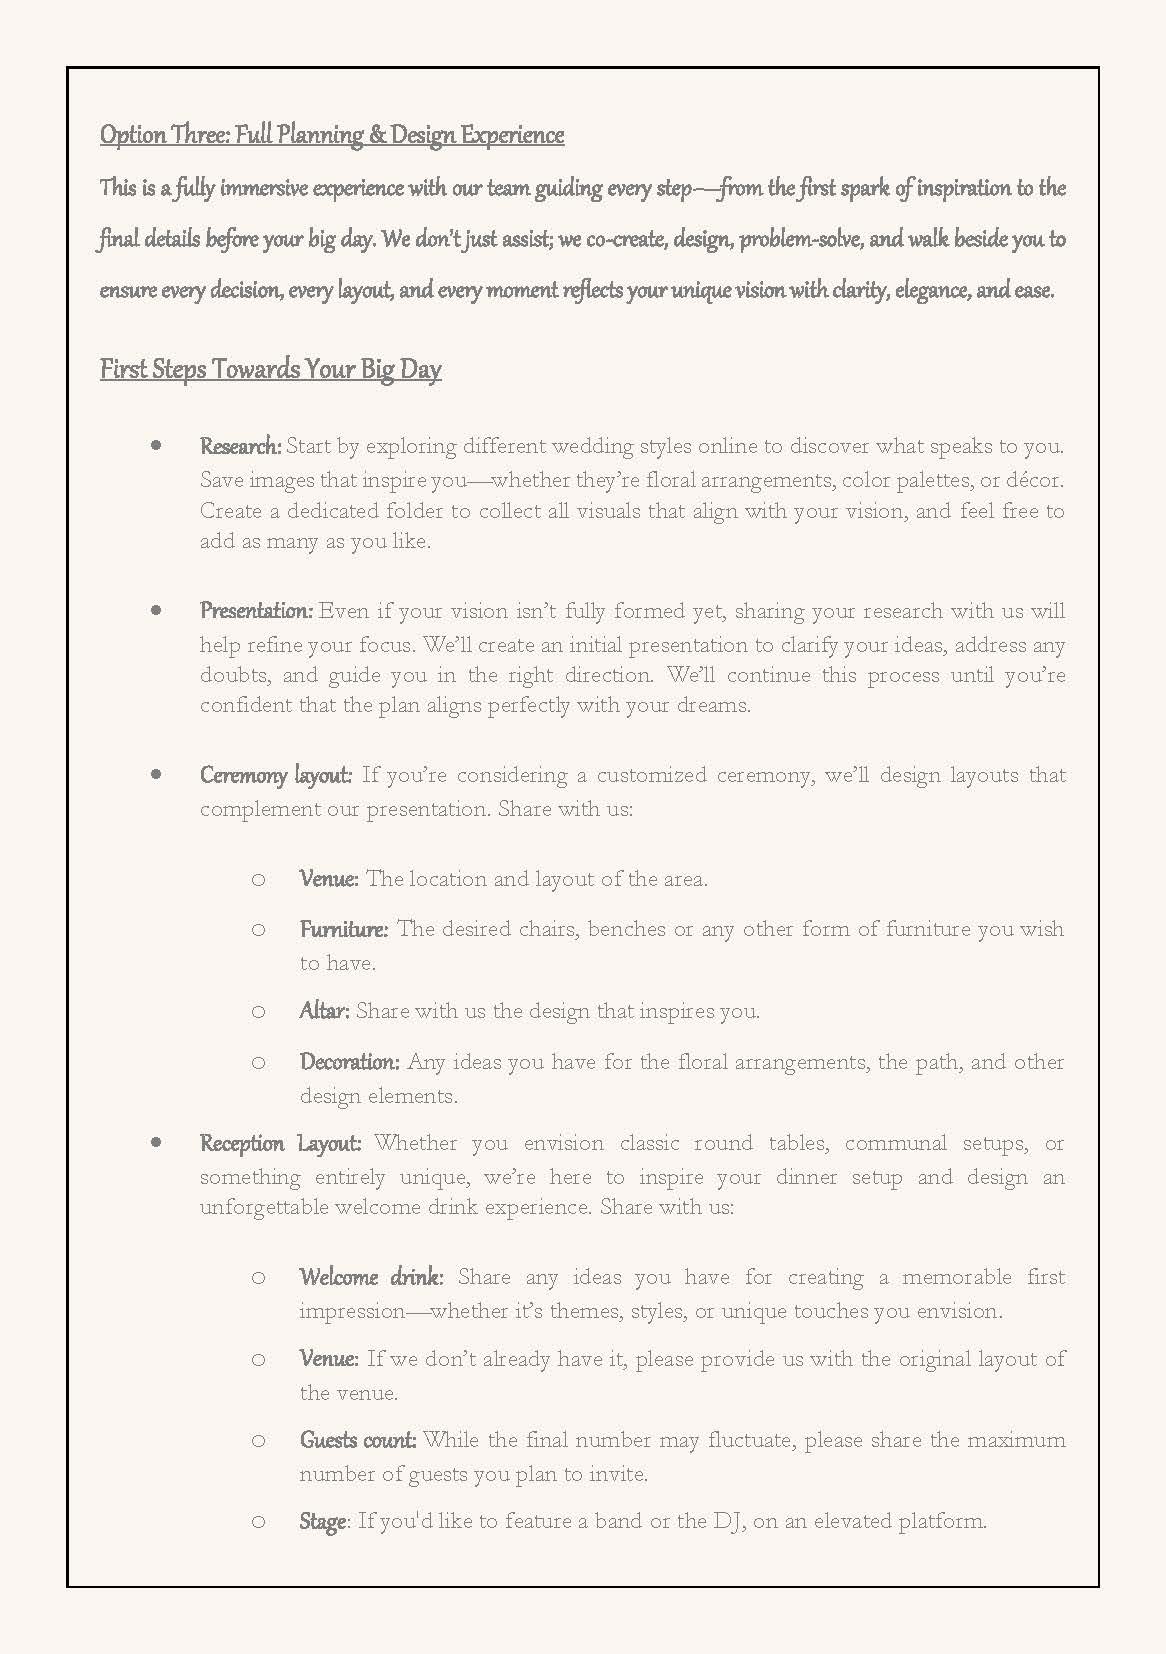 Option Three: Full Planning & Design Experience
This is a fully immersive experience with our team guiding every step-—from the first spark of inspiration to the
final details before your big day. We don’t just assist; we co-create, design, problem-solve, and walk beside you to
ensure every decision, every layout, and every moment reflects your unique vision with clarity, elegance, and ease.
First Steps Towards Your Big Day
• Research: Start by exploring different wedding styles online to discover what speaks to you.
Save images that inspire you—whether they’re floral arrangements, color palettes, or décor.
Create a dedicated folder to collect all visuals that align with your vision, and feel free to
add as many as you like.
• Presentation: Even if your vision isn’t fully formed yet, sharing your research with us will
help refine your focus. We’ll create an initial presentation to clarify your ideas, address any
doubts, and guide you in the right direction. We’ll continue this process until you’re
confident that the plan aligns perfectly with your dreams.
• Ceremony layout: If you’re considering a customized ceremony, we’ll design layouts that
complement our presentation. Share with us:
o Venue: The location and layout of the area.
o Furniture: The desired chairs, benches or any other form of furniture you wish
to have.
o Altar: Share with us the design that inspires you.
o Decoration: Any ideas you have for the floral arrangements, the path, and other
design elements.
• Reception Layout: Whether you envision classic round tables, communal setups, or
something entirely unique, we’re here to inspire your dinner setup and design an
unforgettable welcome drink experience. Share with us:
o Welcome drink: Share any ideas you have for creating a memorable first
impression—whether it’s themes, styles, or unique touches you envision.
o Venue: If we don’t already have it, please provide us with the original layout of
the venue.
o Guests count: While the final number may fluctuate, please share the maximum
number of guests you plan to invite.
o Stage: If you'd like to feature a band or the DJ, on an elevated platform.